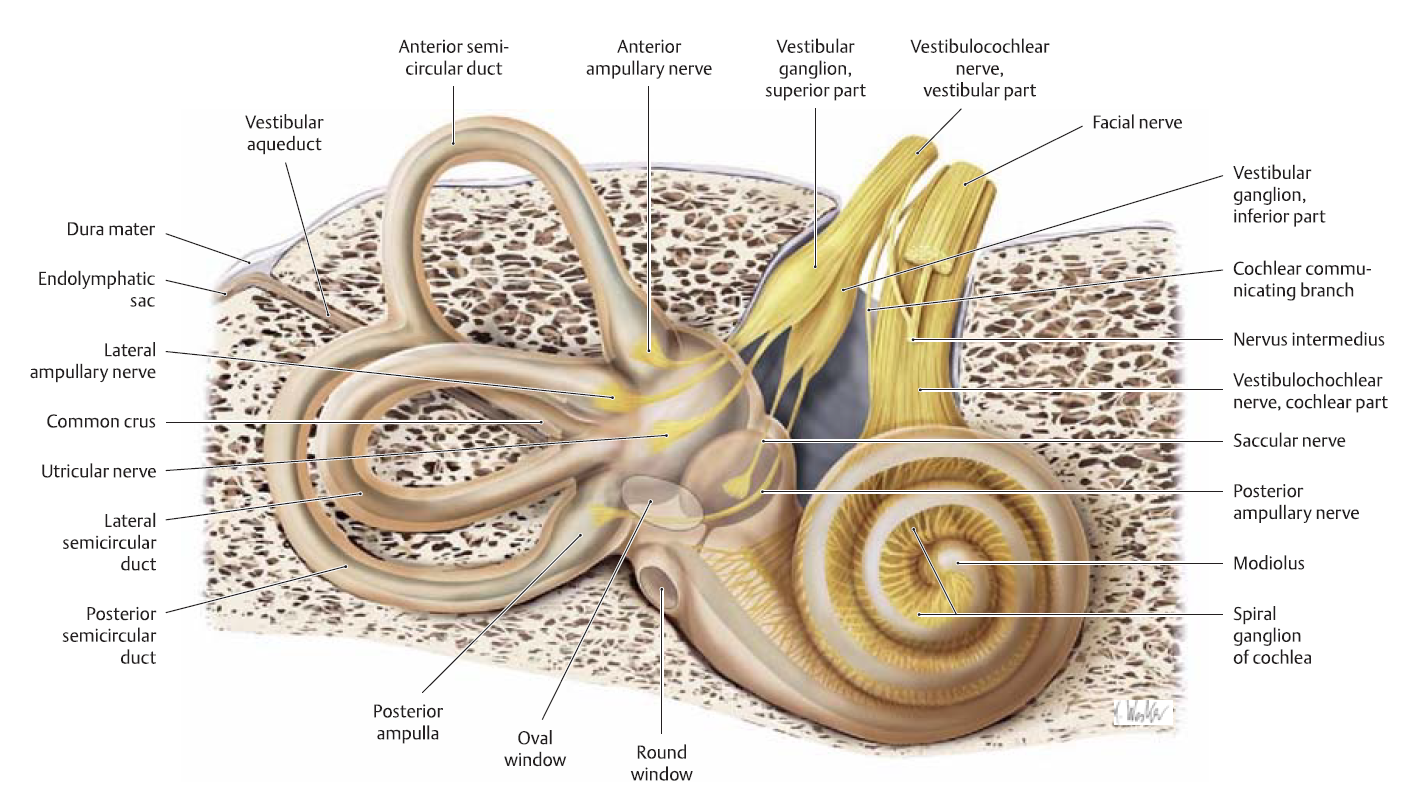 Anterior semi-
circular duct
Anterior
ampullary nerve
Vestibular
ganglion,
superior part
Vestibulocochlear
nerve,
vestibular part
Facial nerve
Vestibular
aqueduct
Dura mater
Endolymphatic
sac
Lateral
ampullary nerve
Common crus
Utricular nerve
Lateral
semicircular
duct
Posterior
semicircular
duct
Vestibular
ganglion,
inferior part
Cochlear commu-
nicating branch
Nervus intermedius
Vestibulochochlear
nerve, cochlear part
Saccular nerve
Posterior
ampullary nerve
Modiolus
Spiral
ganglion
of cochlea
Posterior
ampulla
Oval
window
Round
window